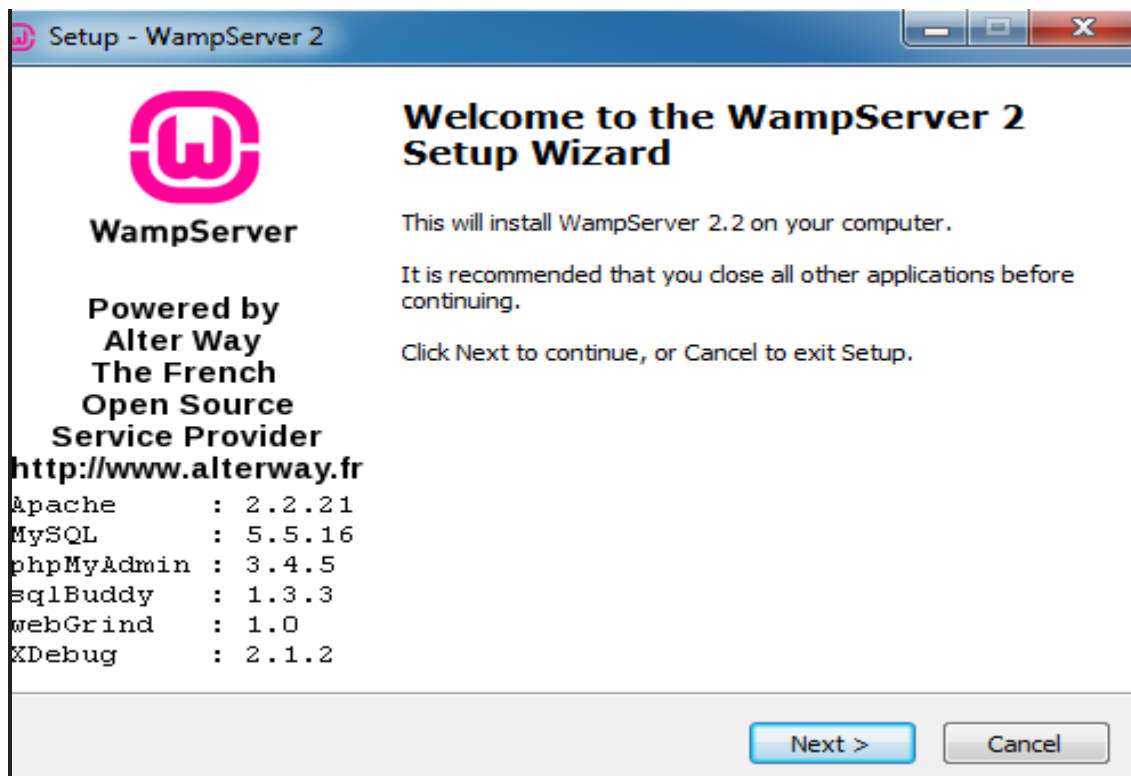 Setup - WampServer 2
WampServer
Powered by
Alter Way
The French
Open Source
Service Provider
http://www.alterway.fr
Apache : 2.2.21
MySQL : 5.5.16
phpMyAdmin : 3.4.5
sqlBuddy : 1.3.3
webGrind : 1.0
XDebug : 2.1.2
Welcome to the WampServer 2
Setup Wizard
This will install WampServer 2.2 on your computer.
It is recommended that you close all other applications before
continuing.
Click Next to continue, or Cancel to exit Setup.
Next >
Cancel